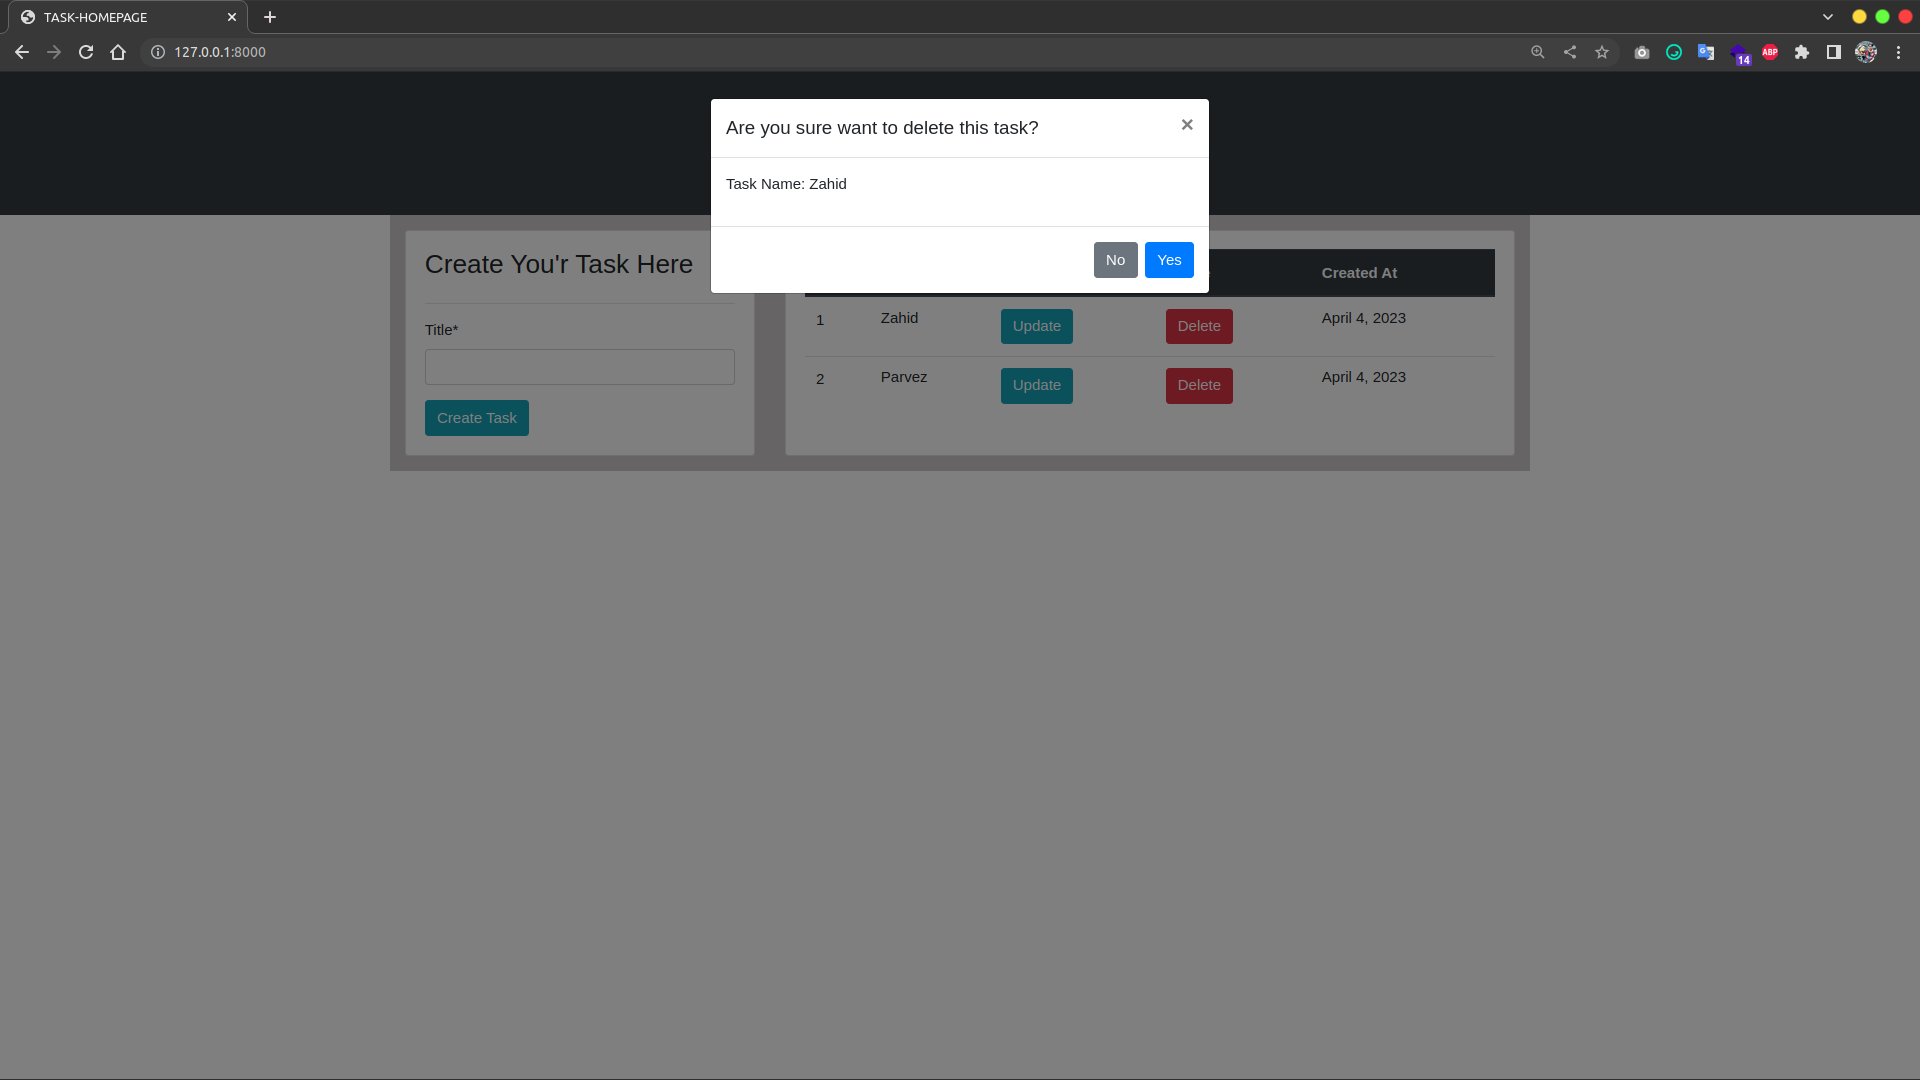 TASK-HOMEPAGE
127.0.0.1:8000
14
ABP
Are you sure want to delete this task?
×
Task Name: Zahid
No Yes
Create You'r Task Here
Title*
Create Task
Created At
1 Zahid Update Delete April 4, 2023
2 Parvez Update Delete April 4, 2023